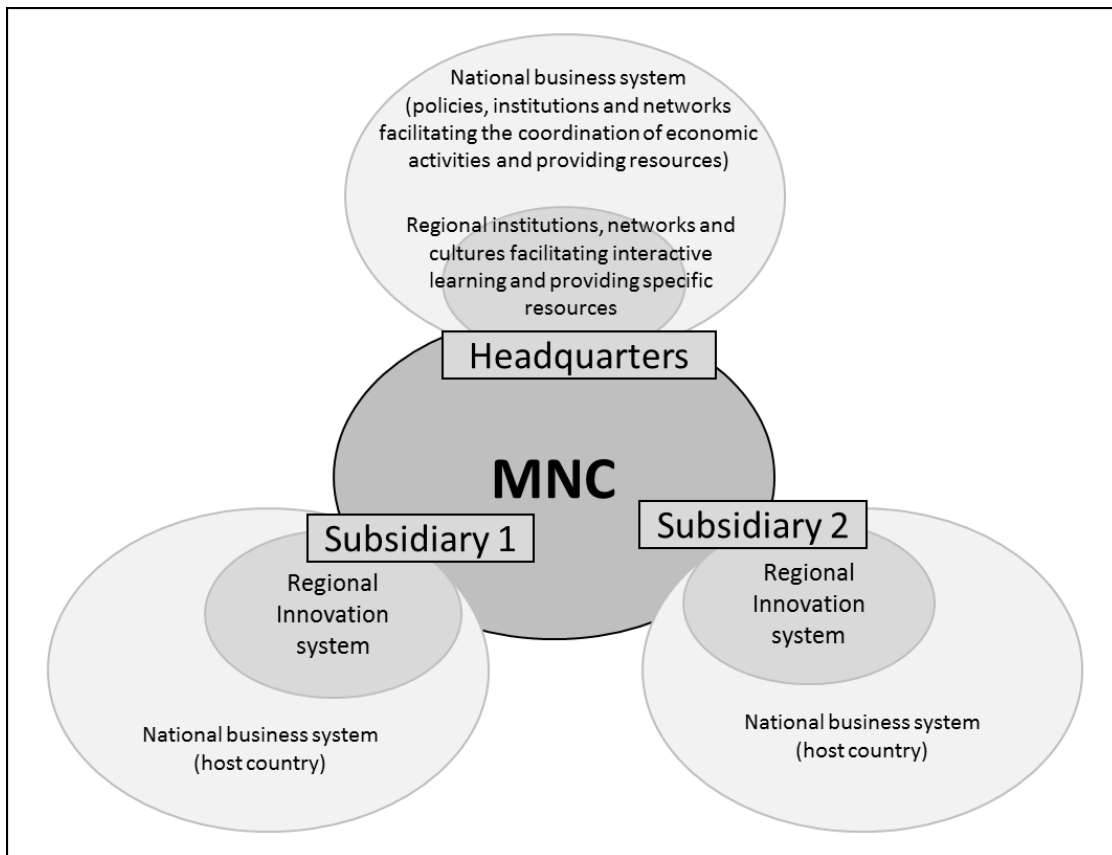 National business system
(policies, institutions and networks
facilitating the coordination of economic
activities and providing resources)
Regional institutions, networks and
cultures facilitating interactive
learning and providing specific
resources
Headquarters
MNC
Subsidiary 1
Regional
Innovation
system
National business system
(host country)
Subsidiary 2
Regional
Innovation
system
National business system
(host country)